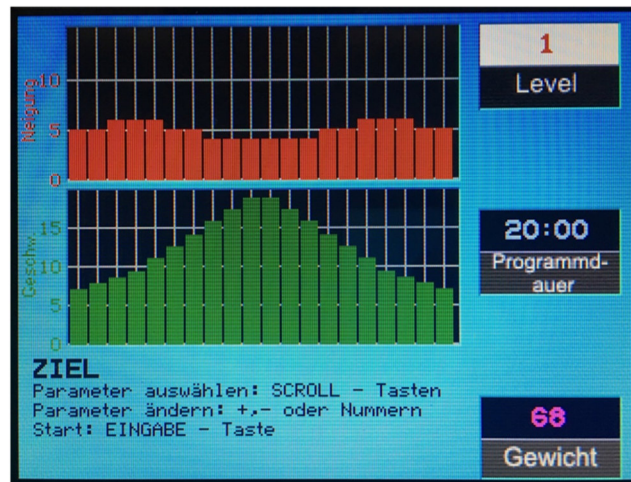 Neigung
10
5
0
Geschw.
15
10
5
0
1
Level
20:00
Programmd-
auer
ZIEL
Parameter auswählen: SCROLL - Tasten
Parameter ändern: +,- oder Nummern
Start: EINGABE - Taste
68
Gewicht